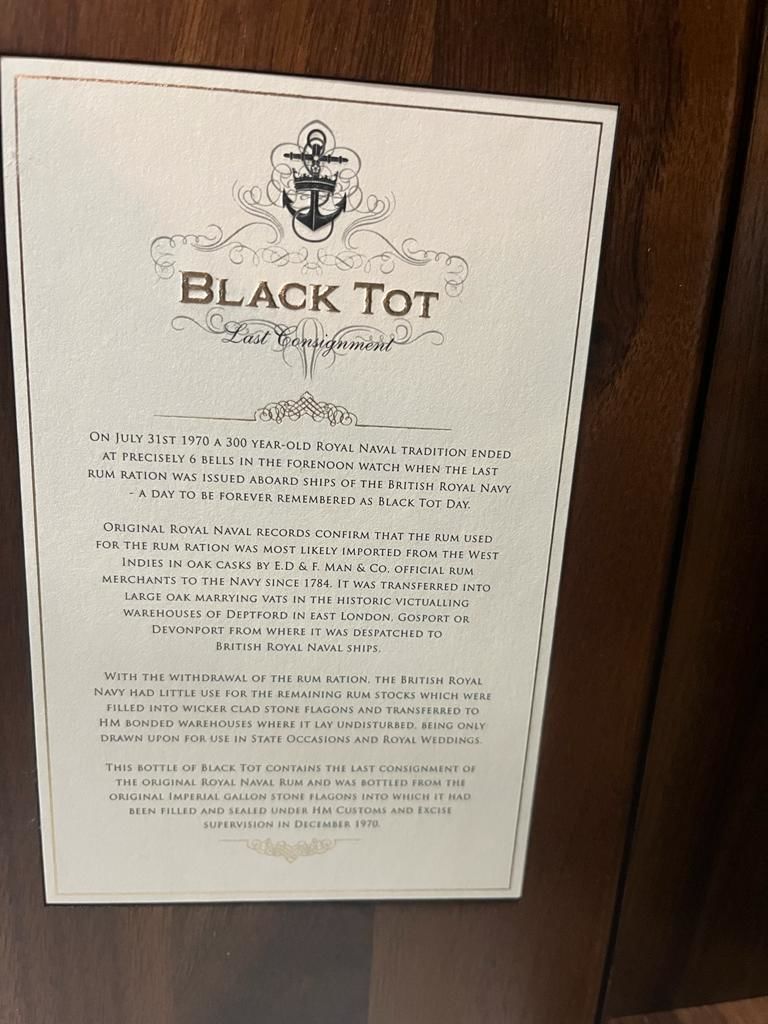 BLACK TOT
Last Consignment
ON JULY 31ST 1970 A 300 YEAR-OLD ROYAL NAVAL TRADITION ENDED
AT PRECISELY 6 BELLS IN THE FORENOON WATCH WHEN THE LAST
RUM RATION WAS ISSUED ABOARD SHIPS OF THE BRITISH ROYAL NAVY
- A DAY TO BE FOREVER REMEMBERED AS BLACK TOT DAY.
ORIGINAL ROYAL NAVAL RECORDS CONFIRM THAT THE RUM USED
FOR THE RUM RATION WAS MOST LIKELY IMPORTED FROM THE WEST
INDIES IN OAK CASKS BY E.D & F. MAN & CO. OFFICIAL RUM
MERCHANTS TO THE NAVY SINCE 1784. IT WAS TRANSFERRED INTO
LARGE OAK MARRYING VATS IN THE HISTORIC VICTUALLING
WAREHOUSES OF DEPTFORD IN EAST LONDON, GOSPORT OR
DEVONPORT FROM WHERE IT WAS DESPATCHED TO
BRITISH ROYAL NAVAL SHIPS.
WITH THE WITHDRAWAL OF THE RUM RATION, THE BRITISH ROYAL
NAVY HAD LITTLE USE FOR THE REMAINING RUM STOCKS WHICH WERE
FILLED INTO WICKER CLAD STONE FLAGONS AND TRANSFERRED TO
HM BONDED WAREHOUSES WHERE IT LAY UNDISTURBED, BEING ONLY
DRAWN UPON FOR USE IN STATE OCCASIONS AND ROYAL WEDDINGS.
THIS BOTTLE OF BLACK TOT CONTAINS THE LAST CONSIGNMENT OF
THE ORIGINAL ROYAL NAVAL RUM AND WAS BOTTLED FROM THE
ORIGINAL IMPERIAL GALLON STONE FLAGONS INTO WHICH IT HAD
BEEN FILLED AND SEALED UNDER HM CUSTOMS AND EXCISE
SUPERVISION IN DECEMBER 1970.